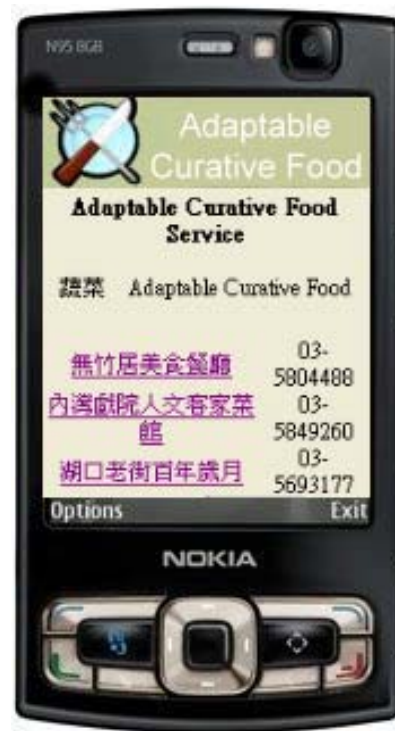 N95 8GB
Adaptable
Curative Food
Adaptable Curative Food
Service
蔬菜 Adaptable Curative Food
無竹居美食餐廳 03-
5804488
內灣戲院人文客家菜
館 03-
5849260
湖口老街百年歲月 03-
5693177
Options Exit
NOKIA